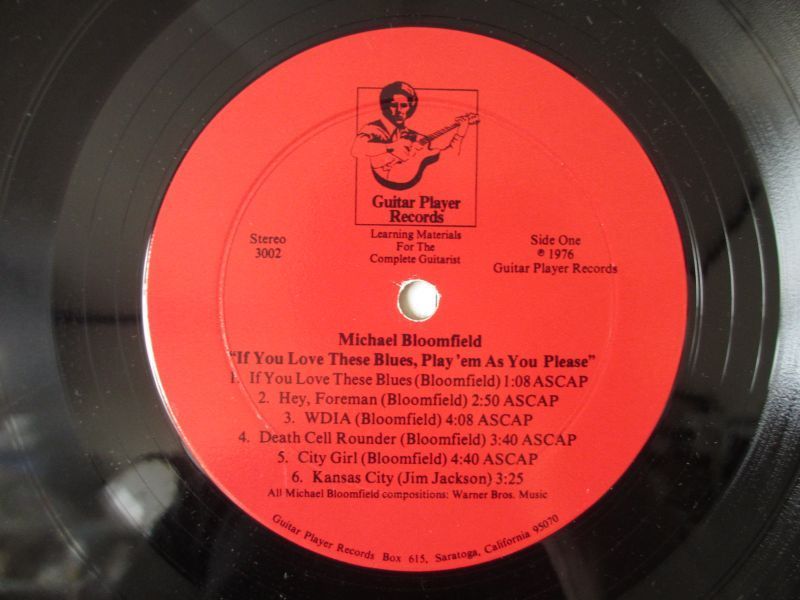 Guitar Player
Records
Learning Materials
For The
Complete Guitarist
Stereo
3002
Side One
℗ 1976
Guitar Player Records
Michael Bloomfield
"If You Love These Blues, Play 'em As You Please"
1. If You Love These Blues (Bloomfield) 1:08 ASCAP
2. Hey, Foreman (Bloomfield) 2:50 ASCAP
3. WDIA (Bloomfield) 4:08 ASCAP
4. Death Cell Rounder (Bloomfield) 3:40 ASCAP
5. City Girl (Bloomfield) 4:40 ASCAP
6. Kansas City (Jim Jackson) 3:25
All Michael Bloomfield compositions: Warner Bros. Music
Guitar Player Records Box 615, Saratoga, California 95070